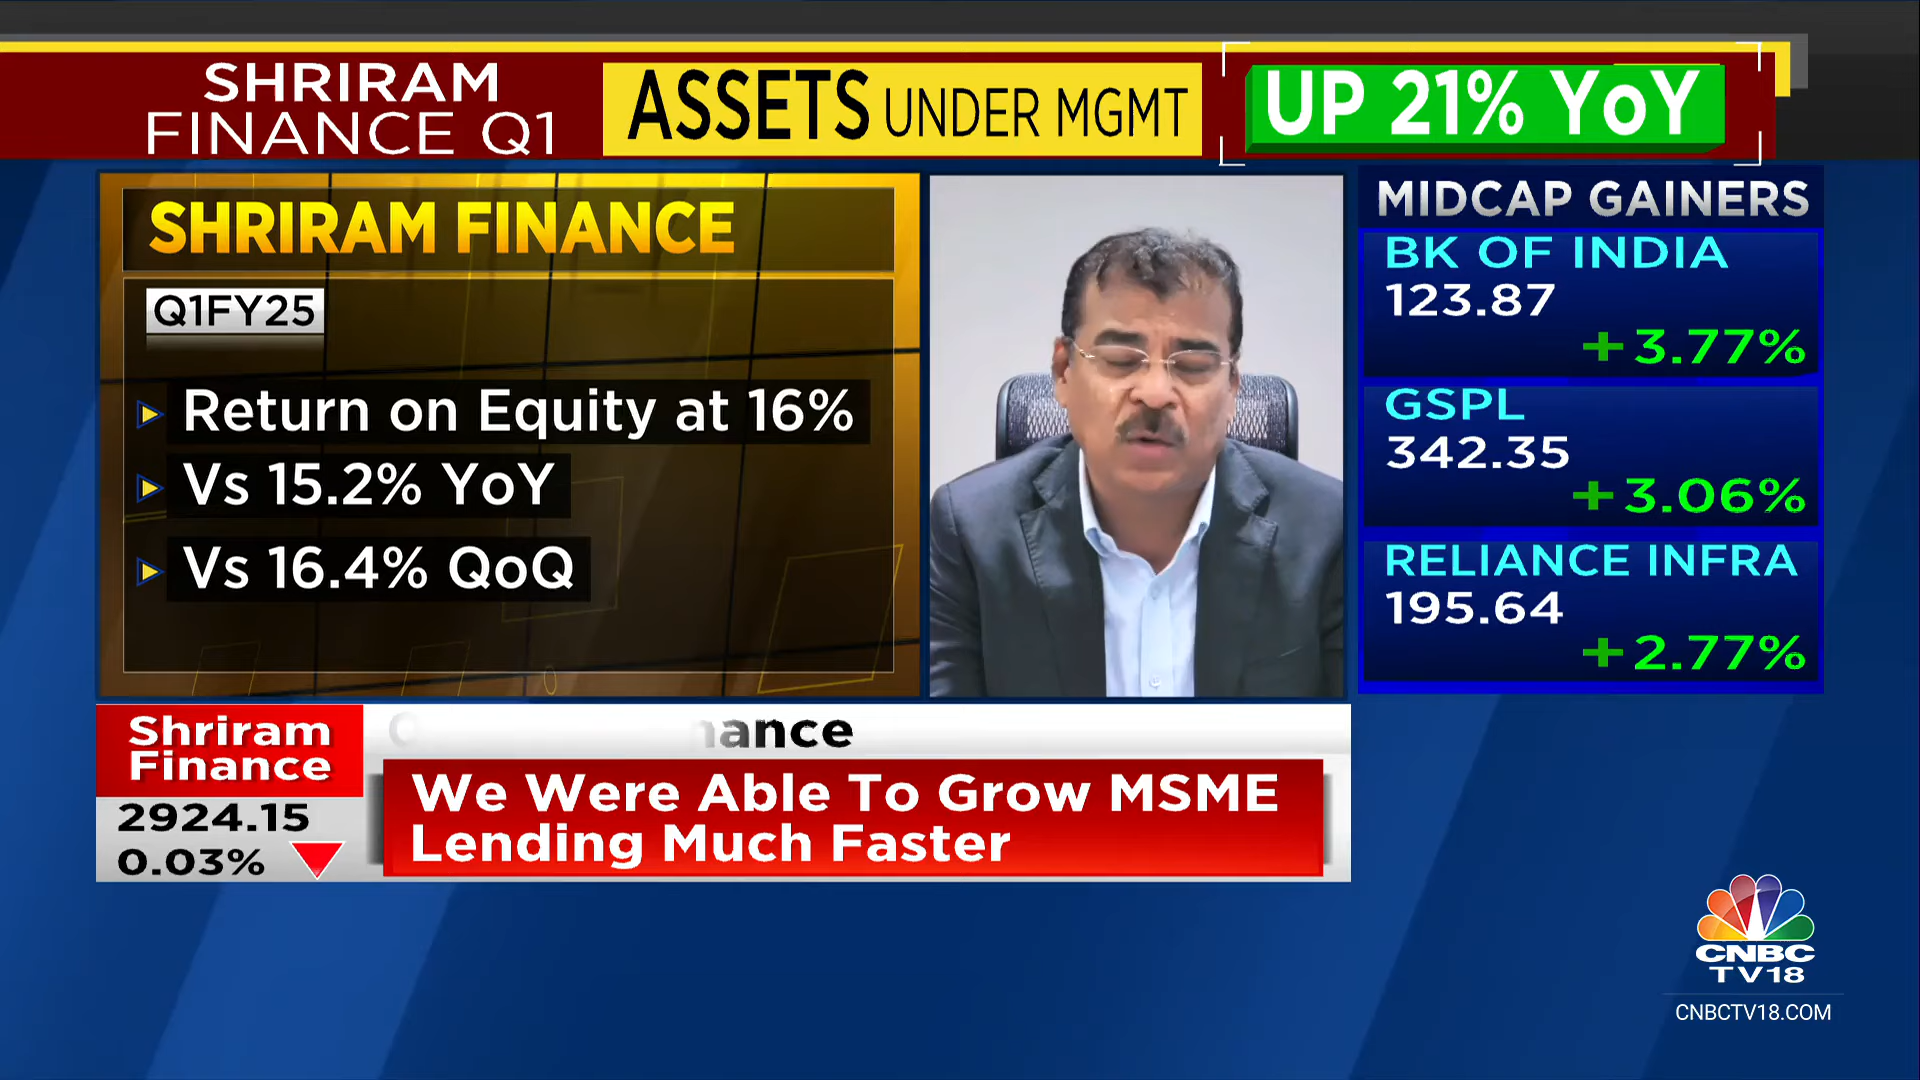 SHRIRAM
FINANCE Q1
ASSETS UNDER MGMT
UP 21% YoY
SHRIRAM FINANCE
Q1FY25
Return on Equity at 16%
Vs 15.2% YoY
Vs 16.4% QoQ
MIDCAP GAINERS
BK OF INDIA
123.87
+3.77%
GSPL
342.35
+3.06%
RELIANCE INFRA
195.64
+2.77%
Shriram
Finance
2924.15
0.03%
We Were Able To Grow MSME
Lending Much Faster
CNBC
TV18
CNBCTV18.COM